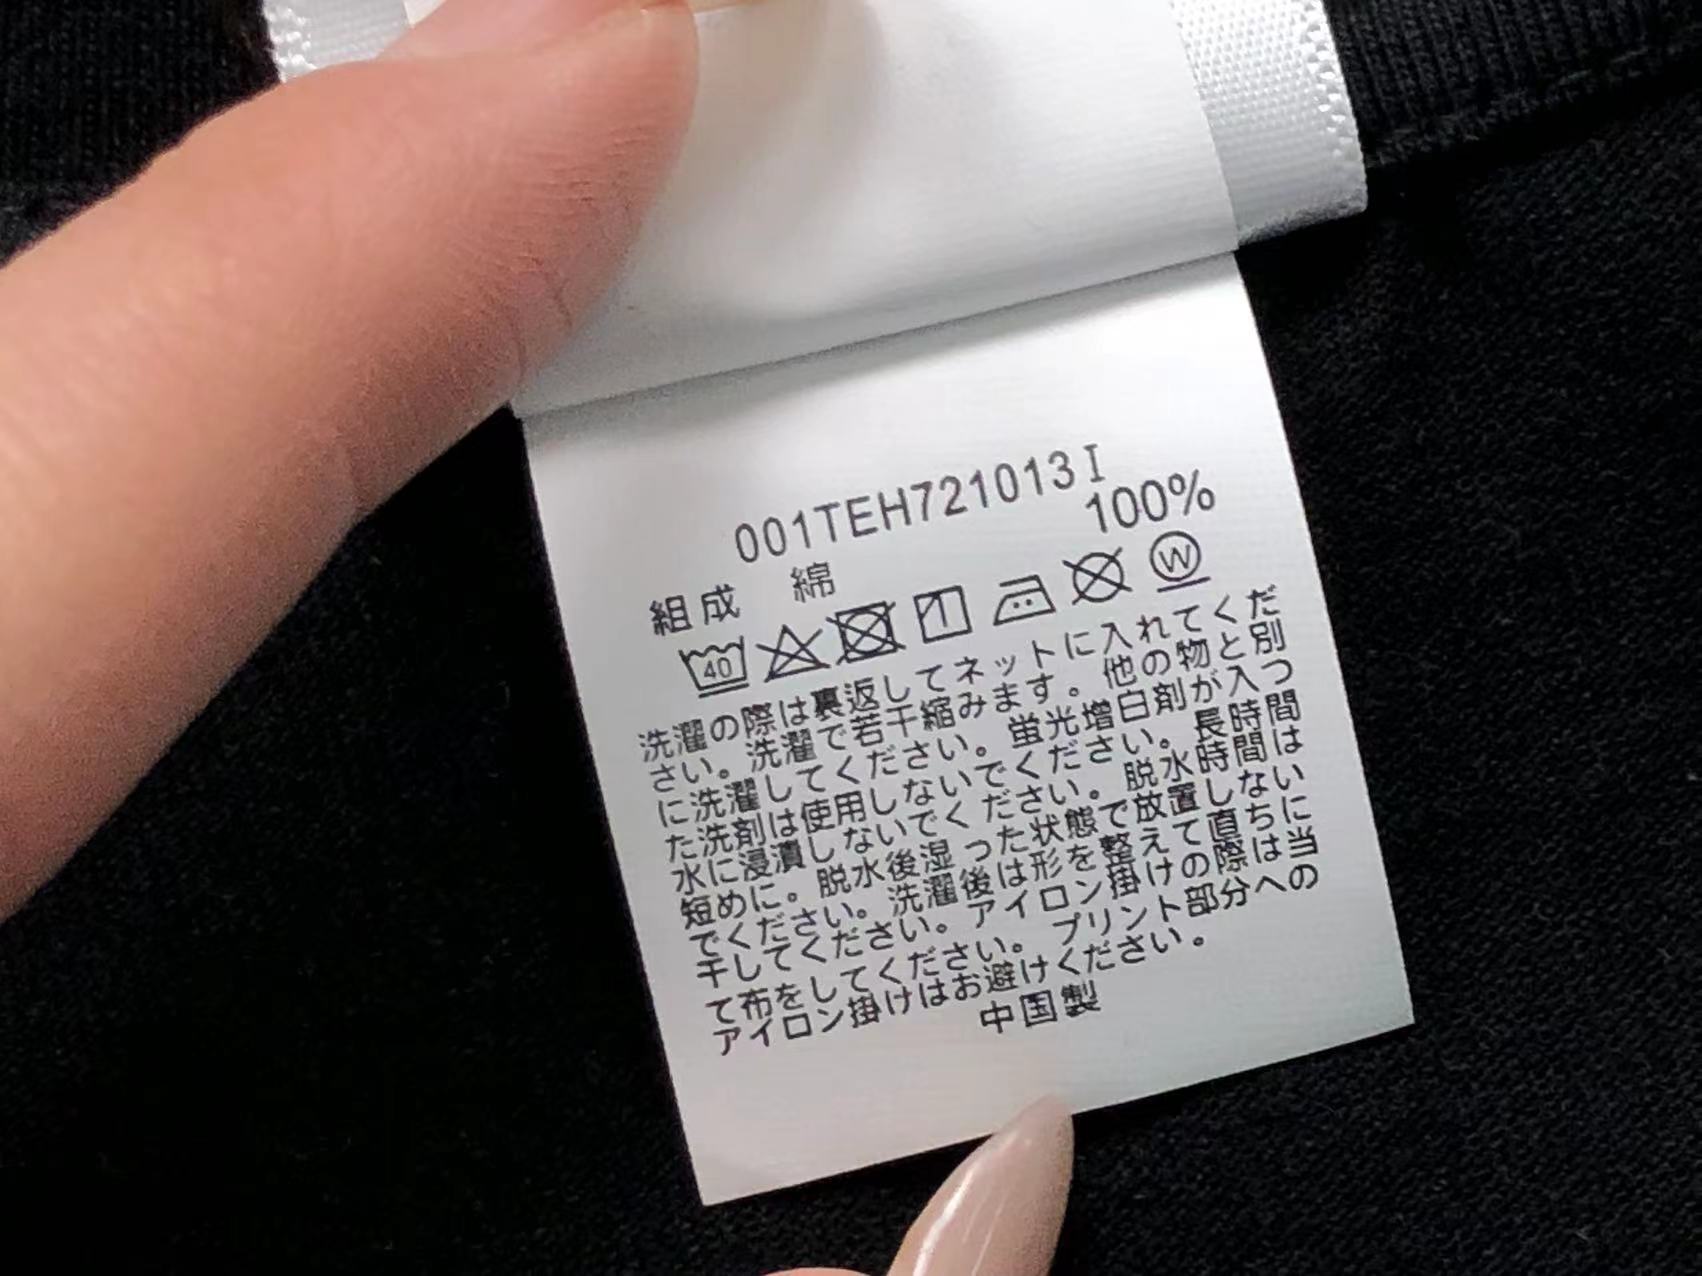 001TEH721013I
組成 綿 100%
40 W
洗濯の際は裏返してネットに入れてくだ
さい。洗濯で若干縮みます。他の物と別
に洗濯してください。蛍光増白剤が入っ
た洗剤は使用しないでください。長時間
水に浸漬しないでください。脱水時間は
短めに。脱水後湿った状態で放置しない
でください。洗濯後は形を整えて直ちに
干してください。アイロン掛けの際は当
て布をしてください。プリント部分への
アイロン掛けはお避けください。
中国製